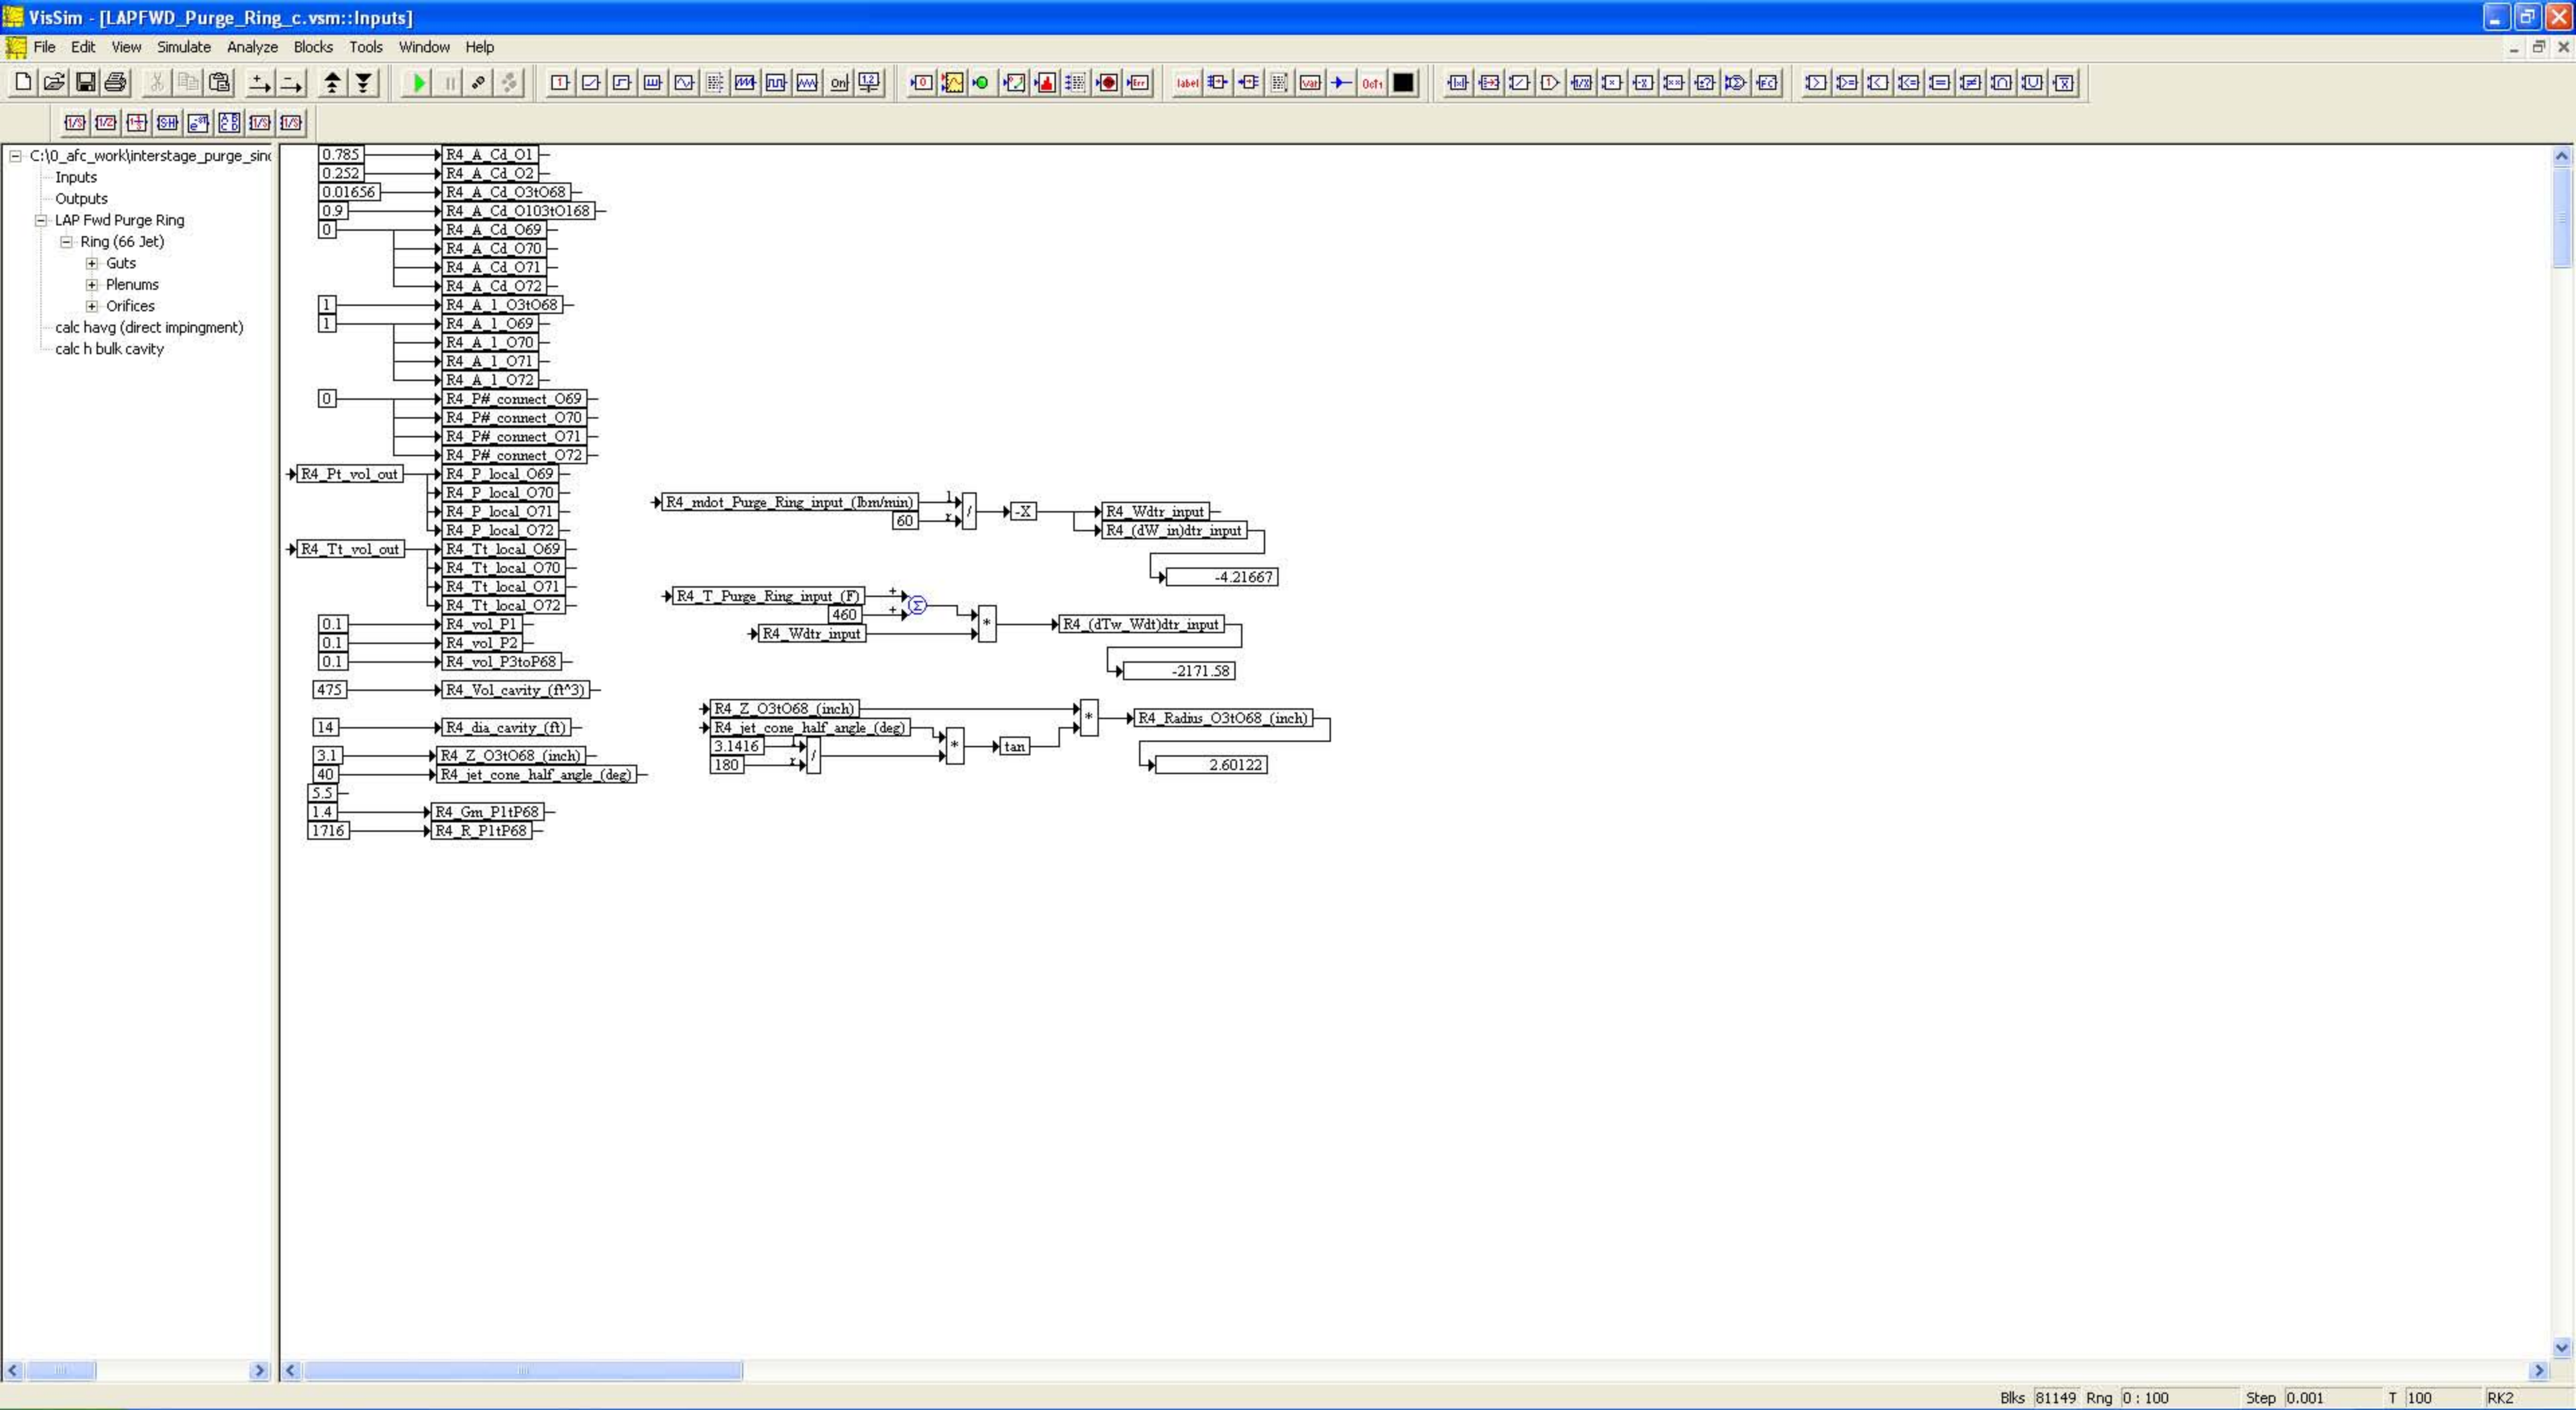 VisSim - [LAPFWD_Purge_Ring_c.vsm::Inputs]
File Edit View Simulate Analyze Blocks Tools Window Help
C:\0_afc_work\interstage_purge_sin
Inputs
Outputs
LAP Fwd Purge Ring
Ring (66 Jet)
Guts
Plenums
Orifices
calc havg (direct impingment)
calc h bulk cavity
0.785 R4_A_Cd_O1
0.252 R4_A_Cd_O2
0.01656 R4_A_Cd_O3tO68
0.9 R4_A_Cd_O103tO168
0 R4_A_Cd_O69
R4_A_Cd_O70
R4_A_Cd_O71
R4_A_Cd_O72
1 R4_A_l_O3tO68
1 R4_A_l_O69
R4_A_l_O70
R4_A_l_O71
R4_A_l_O72
0 R4_P#_connect_O69
R4_P#_connect_O70
R4_P#_connect_O71
R4_P#_connect_O72
R4_Pt_vol_out R4_P_local_O69
R4_P_local_O70
R4_P_local_O71
R4_P_local_O72
R4_Tt_vol_out R4_Tt_local_O69
R4_Tt_local_O70
R4_Tt_local_O71
R4_Tt_local_O72
0.1 R4_vol_P1
0.1 R4_vol_P2
0.1 R4_vol_P3toP68
475 R4_Vol_cavity_(ft^3)
14 R4_dia_cavity_(ft)
3.1 R4_Z_O3tO68_(inch)
40 R4_jet_cone_half_angle_(deg)
5.5
1.4 R4_Gm_P1tP68
1716 R4_R_P1tP68
R4_mdot_Purge_Ring_input_(lbm/min) l / -X R4_Wdtr_input
60 r R4_(dW_in)dtr_input
-4.21667
R4_T_Purge_Ring_input_(F) + Σ
460 + * R4_(dTw_Wdt)dtr_input
R4_Wdtr_input
-2171.58
R4_Z_O3tO68_(inch) * R4_Radius_O3tO68_(inch)
R4_jet_cone_half_angle_(deg)
3.1416 l / * tan
180 r
2.60122
Blks 81149 Rng 0 : 100 Step 0.001 T 100 RK2